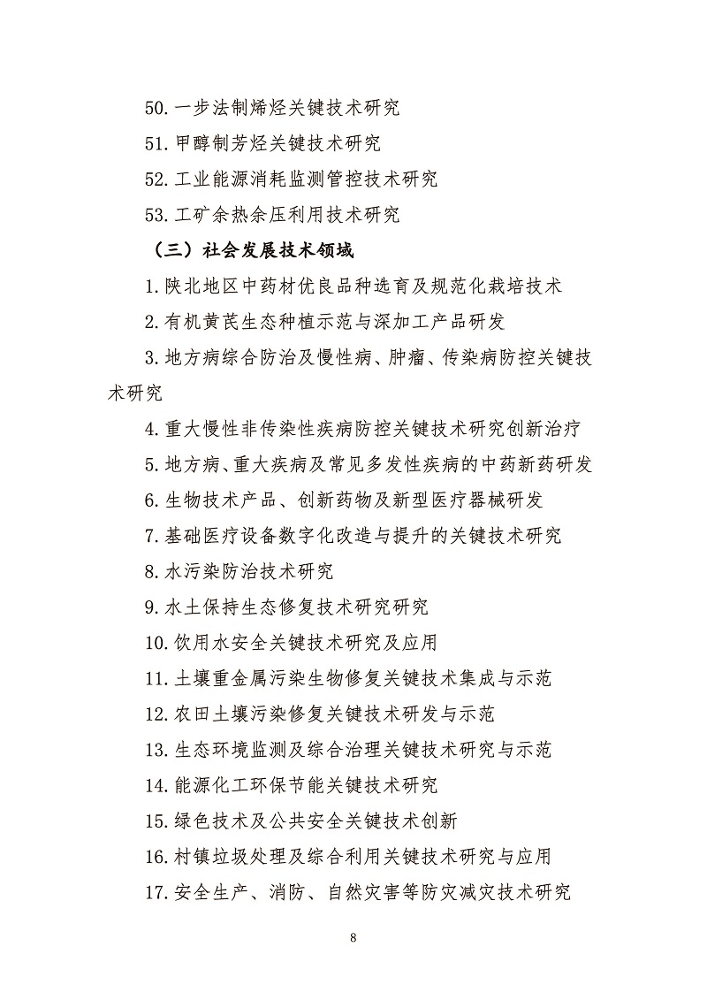 50.一步法制烯烃关键技术研究
51.甲醇制芳烃关键技术研究
52.工业能源消耗监测管控技术研究
53.工矿余热余压利用技术研究
（三）社会发展技术领域
1.陕北地区中药材优良品种选育及规范化栽培技术
2.有机黄芪生态种植示范与深加工产品研发
3.地方病综合防治及慢性病、肿瘤、传染病防控关键技
术研究
4.重大慢性非传染性疾病防控关键技术研究创新治疗
5.地方病、重大疾病及常见多发性疾病的中药新药研发
6.生物技术产品、创新药物及新型医疗器械研发
7.基础医疗设备数字化改造与提升的关键技术研究
8.水污染防治技术研究
9.水土保持生态修复技术研究研究
10.饮用水安全关键技术研究及应用
11.土壤重金属污染生物修复关键技术集成与示范
12.农田土壤污染修复关键技术研发与示范
13.生态环境监测及综合治理关键技术研究与示范
14.能源化工环保节能关键技术研究
15.绿色技术及公共安全关键技术创新
16.村镇垃圾处理及综合利用关键技术研究与应用
17.安全生产、消防、自然灾害等防灾减灾技术研究
8